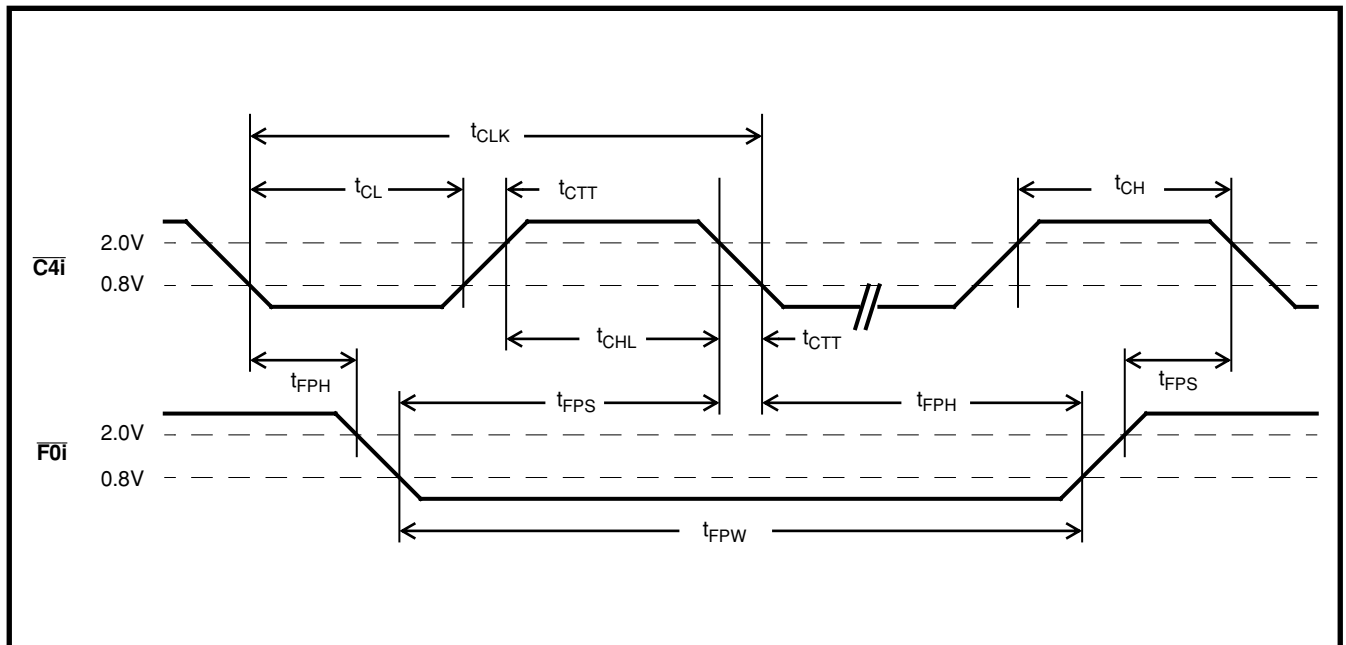 tCLK
tCL
tCTT
tCH
2.0V
C4i
0.8V
tCHL
tCTT
tFPH
tFPS
tFPS
tFPH
2.0V
F0i
0.8V
tFPW